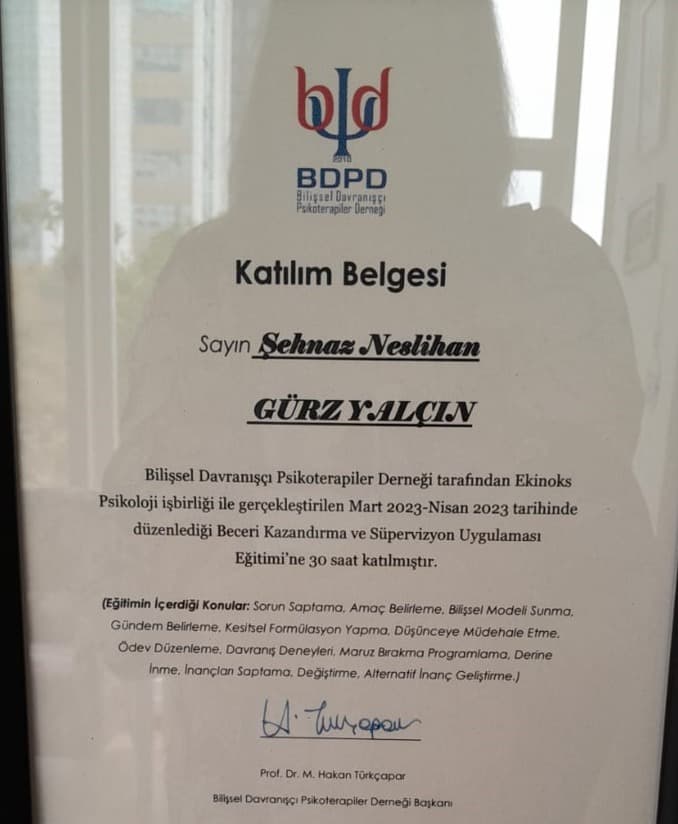 bψd
2010
BDPD
Bilişsel Davranışçı
Psikoterapiler Derneği
Katılım Belgesi
Sayın Şehnaz Neslihan
GÜRZ YALÇIN
Bilişsel Davranışçı Psikoterapiler Derneği tarafından Ekinoks
Psikoloji işbirliği ile gerçekleştirilen Mart 2023-Nisan 2023 tarihinde
düzenlediği Beceri Kazandırma ve Süpervizyon Uygulaması
Eğitimi’ne 30 saat katılmıştır.
(Eğitimin İçerdiği Konular: Sorun Saptama, Amaç Belirleme, Bilişsel Modeli Sunma,
Gündem Belirleme, Kesitsel Formülasyon Yapma, Düşünceye Müdehale Etme,
Ödev Düzenleme, Davranış Deneyleri, Maruz Bırakma Programlama, Derine
İnme, İnançları Saptama, Değiştirme, Alternatif İnanç Geliştirme.)
H. Türkçapar
Prof. Dr. M. Hakan Türkçapar
Bilişsel Davranışçı Psikoterapiler Derneği Başkanı